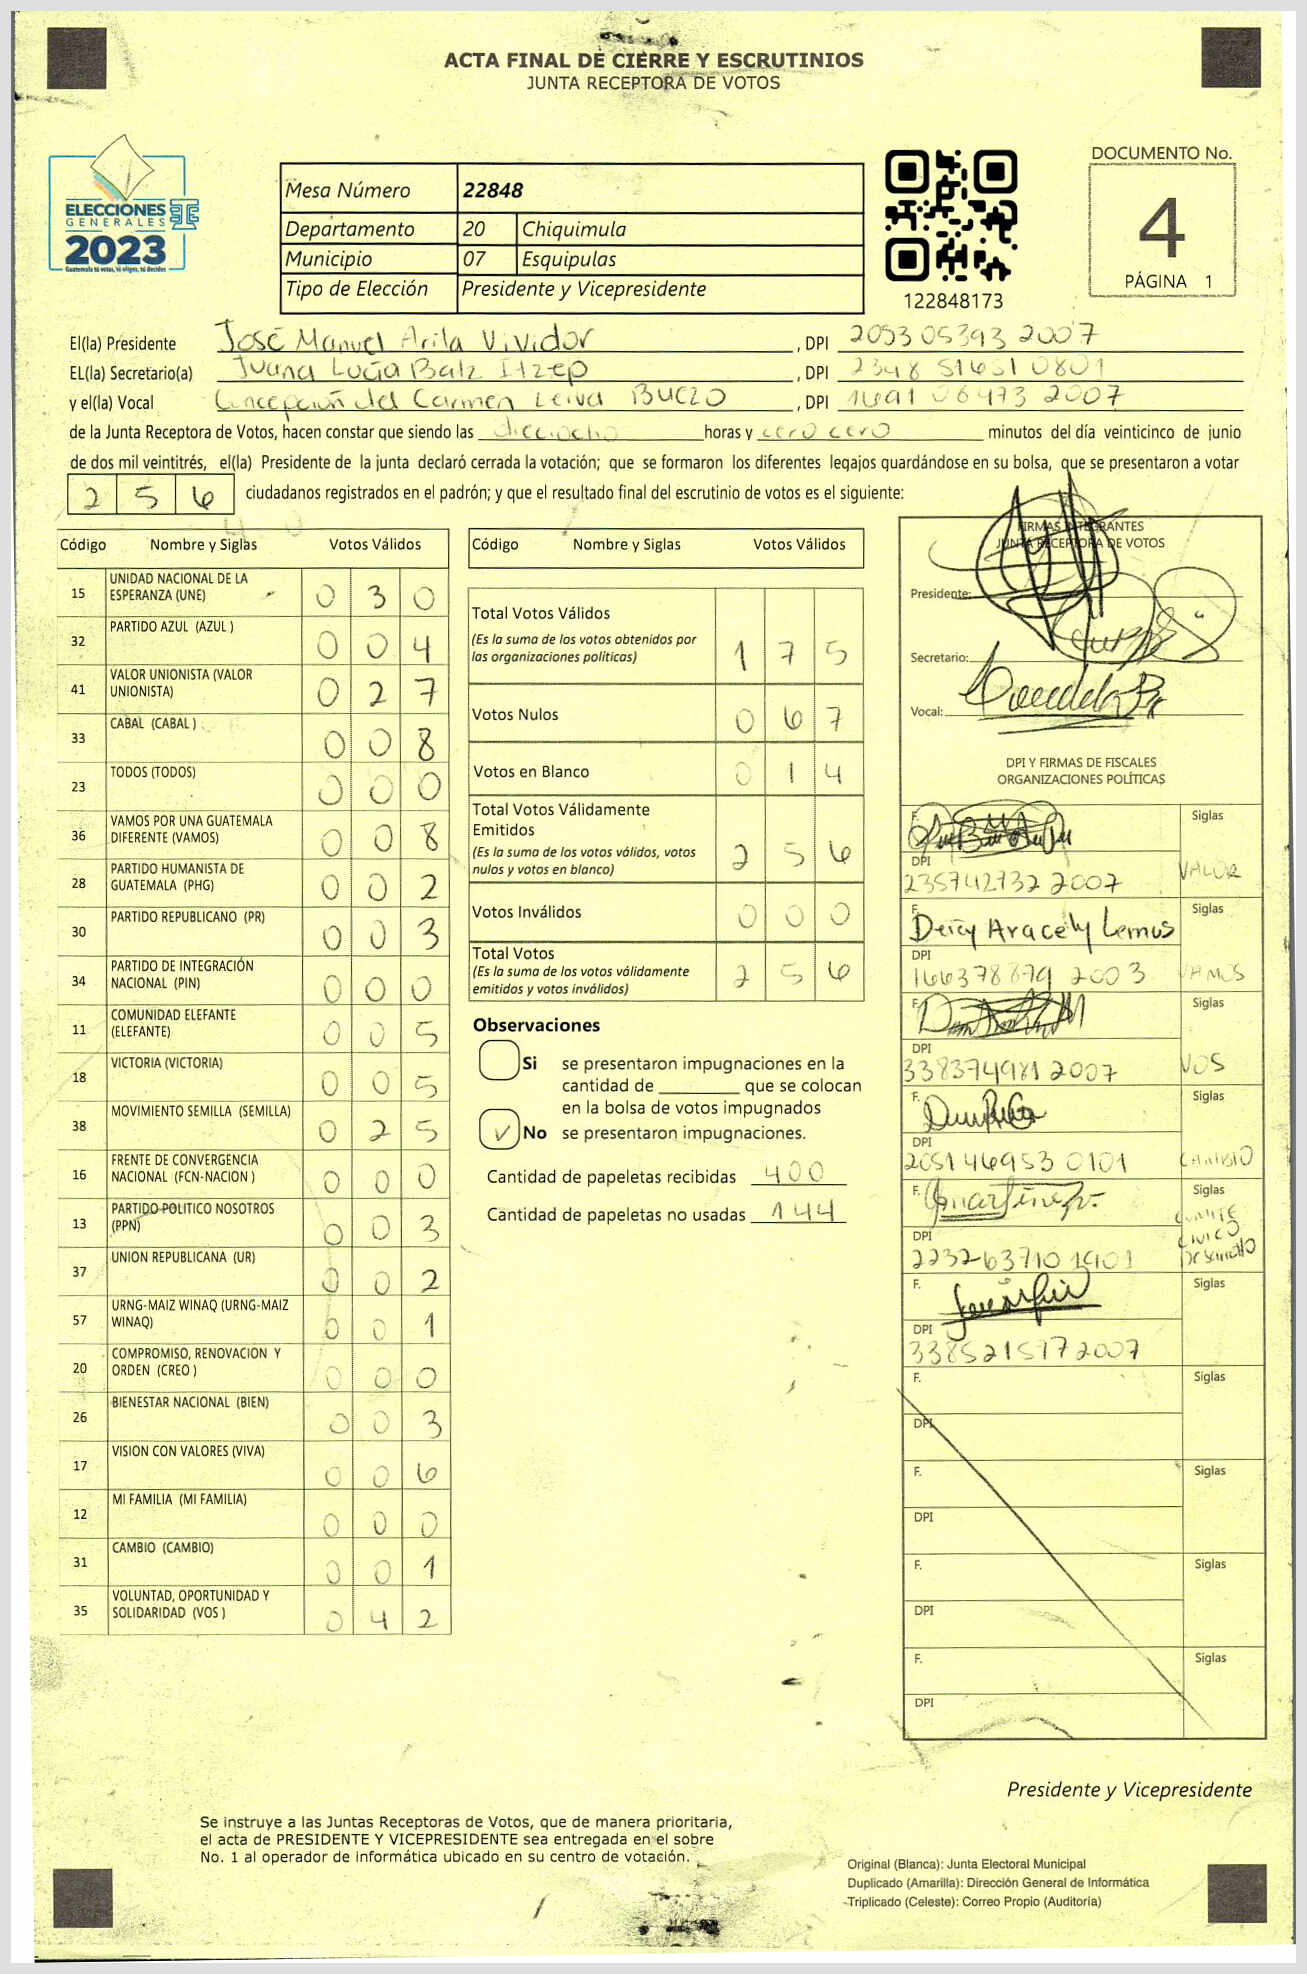 ACTA FINAL DE CIERRE Y ESCRUTINIOS
JUNTA RECEPTORA DE VOTOS
ELECCIONES
GENERALES
2023
Guatemala tú votas, tú eliges, tú decides
Mesa Número 22848
Departamento 20 Chiquimula
Municipio 07 Esquipulas
Tipo de Elección Presidente y Vicepresidente
122848173
DOCUMENTO No.
4
PÁGINA 1
El(la) Presidente José Manuel Arila Vividor , DPI 2053 05393 2007
EL(la) Secretario(a) Juana Lucia Balz Itzep , DPI 2348 51651 0801
y el(la) Vocal Concepción del Carmen Leiva BUEZO , DPI 1691 06473 2007
de la Junta Receptora de Votos, hacen constar que siendo las dieciocho horas y cero cero minutos del día veinticinco de junio
de dos mil veintitrés, el(la) Presidente de la junta declaró cerrada la votación; que se formaron los diferentes legajos guardándose en su bolsa, que se presentaron a votar
2 5 6 ciudadanos registrados en el padrón; y que el resultado final del escrutinio de votos es el siguiente:
Código Nombre y Siglas Votos Válidos
15 UNIDAD NACIONAL DE LA ESPERANZA (UNE) 0 3 0
32 PARTIDO AZUL (AZUL ) 0 0 4
41 VALOR UNIONISTA (VALOR UNIONISTA) 0 2 7
33 CABAL (CABAL ) 0 0 8
23 TODOS (TODOS) 0 0 0
36 VAMOS POR UNA GUATEMALA DIFERENTE (VAMOS) 0 0 8
28 PARTIDO HUMANISTA DE GUATEMALA (PHG) 0 0 2
30 PARTIDO REPUBLICANO (PR) 0 0 3
34 PARTIDO DE INTEGRACIÓN NACIONAL (PIN) 0 0 0
11 COMUNIDAD ELEFANTE (ELEFANTE) 0 0 5
18 VICTORIA (VICTORIA) 0 0 5
38 MOVIMIENTO SEMILLA (SEMILLA) 0 2 5
16 FRENTE DE CONVERGENCIA NACIONAL (FCN-NACION ) 0 0 0
13 PARTIDO POLITICO NOSOTROS (PPN) 0 0 3
37 UNION REPUBLICANA (UR) 0 0 2
57 URNG-MAIZ WINAQ (URNG-MAIZ WINAQ) 0 0 1
20 COMPROMISO, RENOVACION Y ORDEN (CREO ) 0 0 0
26 BIENESTAR NACIONAL (BIEN) 0 0 3
17 VISION CON VALORES (VIVA) 0 0 6
12 MI FAMILIA (MI FAMILIA) 0 0 0
31 CAMBIO (CAMBIO) 0 0 1
35 VOLUNTAD, OPORTUNIDAD Y SOLIDARIDAD (VOS ) 0 4 2
Código Nombre y Siglas Votos Válidos
Total Votos Válidos
(Es la suma de los votos obtenidos por
las organizaciones politicas) 1 7 5
Votos Nulos 0 6 7
Votos en Blanco 0 1 4
Total Votos Válidamente
Emitidos
(Es la suma de los votos válidos, votos
nulos y votos en blanco) 2 5 6
Votos Inválidos 0 0 0
Total Votos
(Es la suma de los votos válidamente
emitidos y votos inválidos) 2 5 6
Observaciones
Si se presentaron impugnaciones en la
cantidad de ________ que se colocan
en la bolsa de votos impugnados
✓ No se presentaron impugnaciones.
Cantidad de papeletas recibidas 400
Cantidad de papeletas no usadas 144
FIRMAS INTEGRANTES
JUNTA RECEPTORA DE VOTOS
Presidente:
Secretario:
Vocal:
DPI Y FIRMAS DE FISCALES
ORGANIZACIONES POLÍTICAS
F. Siglas
DPI
235742732 2007 VALOR
F. Deicy Aracely Lemus Siglas
DPI
166378879 2003 VAMOS
F. Siglas
DPI
338374981 2007 VOS
F. Siglas
DPI
205146953 0101 CAMBIO
F. Siglas
COMITE
CIVICO
Desarrollo
DPI
223263710 1901
F. Siglas
DPI
338521517 2007
F. Siglas
DPI
F. Siglas
DPI
F. Siglas
DPI
F. Siglas
DPI
Presidente y Vicepresidente
Se instruye a las Juntas Receptoras de Votos, que de manera prioritaria,
el acta de PRESIDENTE Y VICEPRESIDENTE sea entregada en el sobre
No. 1 al operador de informática ubicado en su centro de votación.
Original (Blanca): Junta Electoral Municipal
Duplicado (Amarilla): Dirección General de Informática
Triplicado (Celeste): Correo Propio (Auditoría)